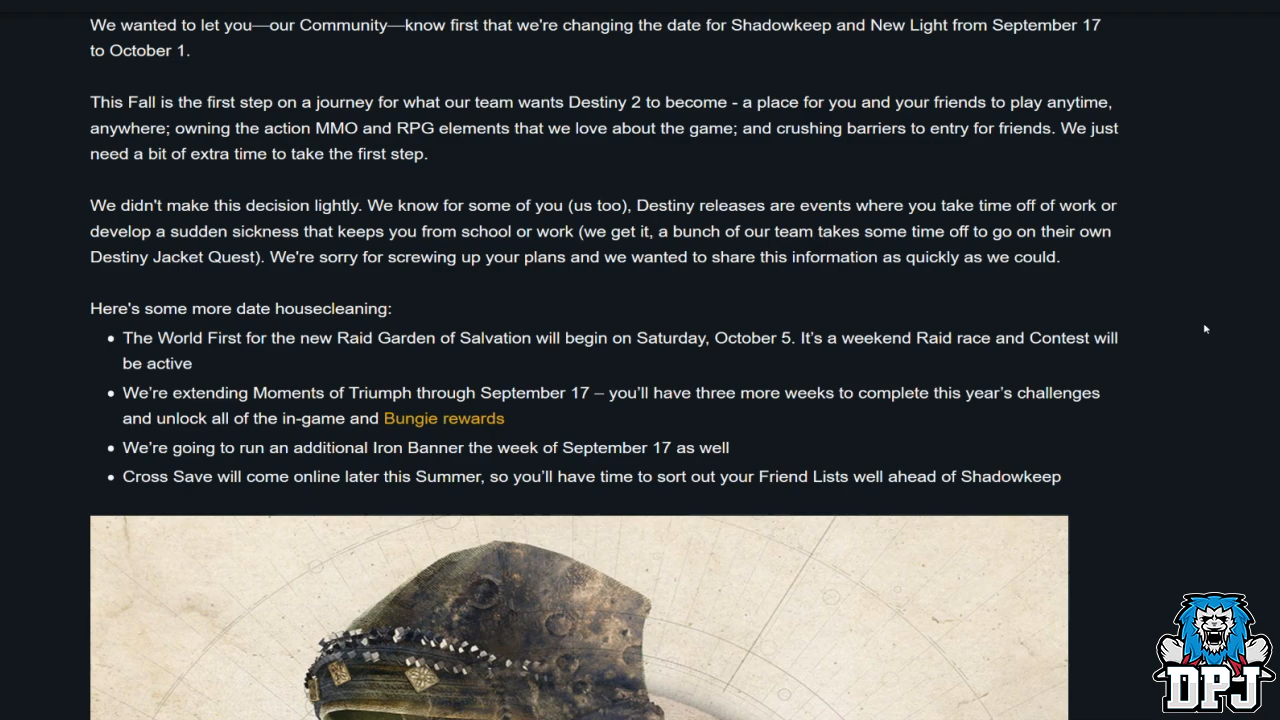 We wanted to let you—our Community—know first that we're changing the date for Shadowkeep and New Light from September 17
to October 1.
This Fall is the first step on a journey for what our team wants Destiny 2 to become - a place for you and your friends to play anytime,
anywhere; owning the action MMO and RPG elements that we love about the game; and crushing barriers to entry for friends. We just
need a bit of extra time to take the first step.
We didn't make this decision lightly. We know for some of you (us too), Destiny releases are events where you take time off of work or
develop a sudden sickness that keeps you from school or work (we get it, a bunch of our team takes some time off to go on their own
Destiny Jacket Quest). We're sorry for screwing up your plans and we wanted to share this information as quickly as we could.
Here's some more date housecleaning:
• The World First for the new Raid Garden of Salvation will begin on Saturday, October 5. It’s a weekend Raid race and Contest will
be active
• We’re extending Moments of Triumph through September 17 – you’ll have three more weeks to complete this year’s challenges
and unlock all of the in-game and Bungie rewards
• We’re going to run an additional Iron Banner the week of September 17 as well
• Cross Save will come online later this Summer, so you’ll have time to sort out your Friend Lists well ahead of Shadowkeep
DPJ